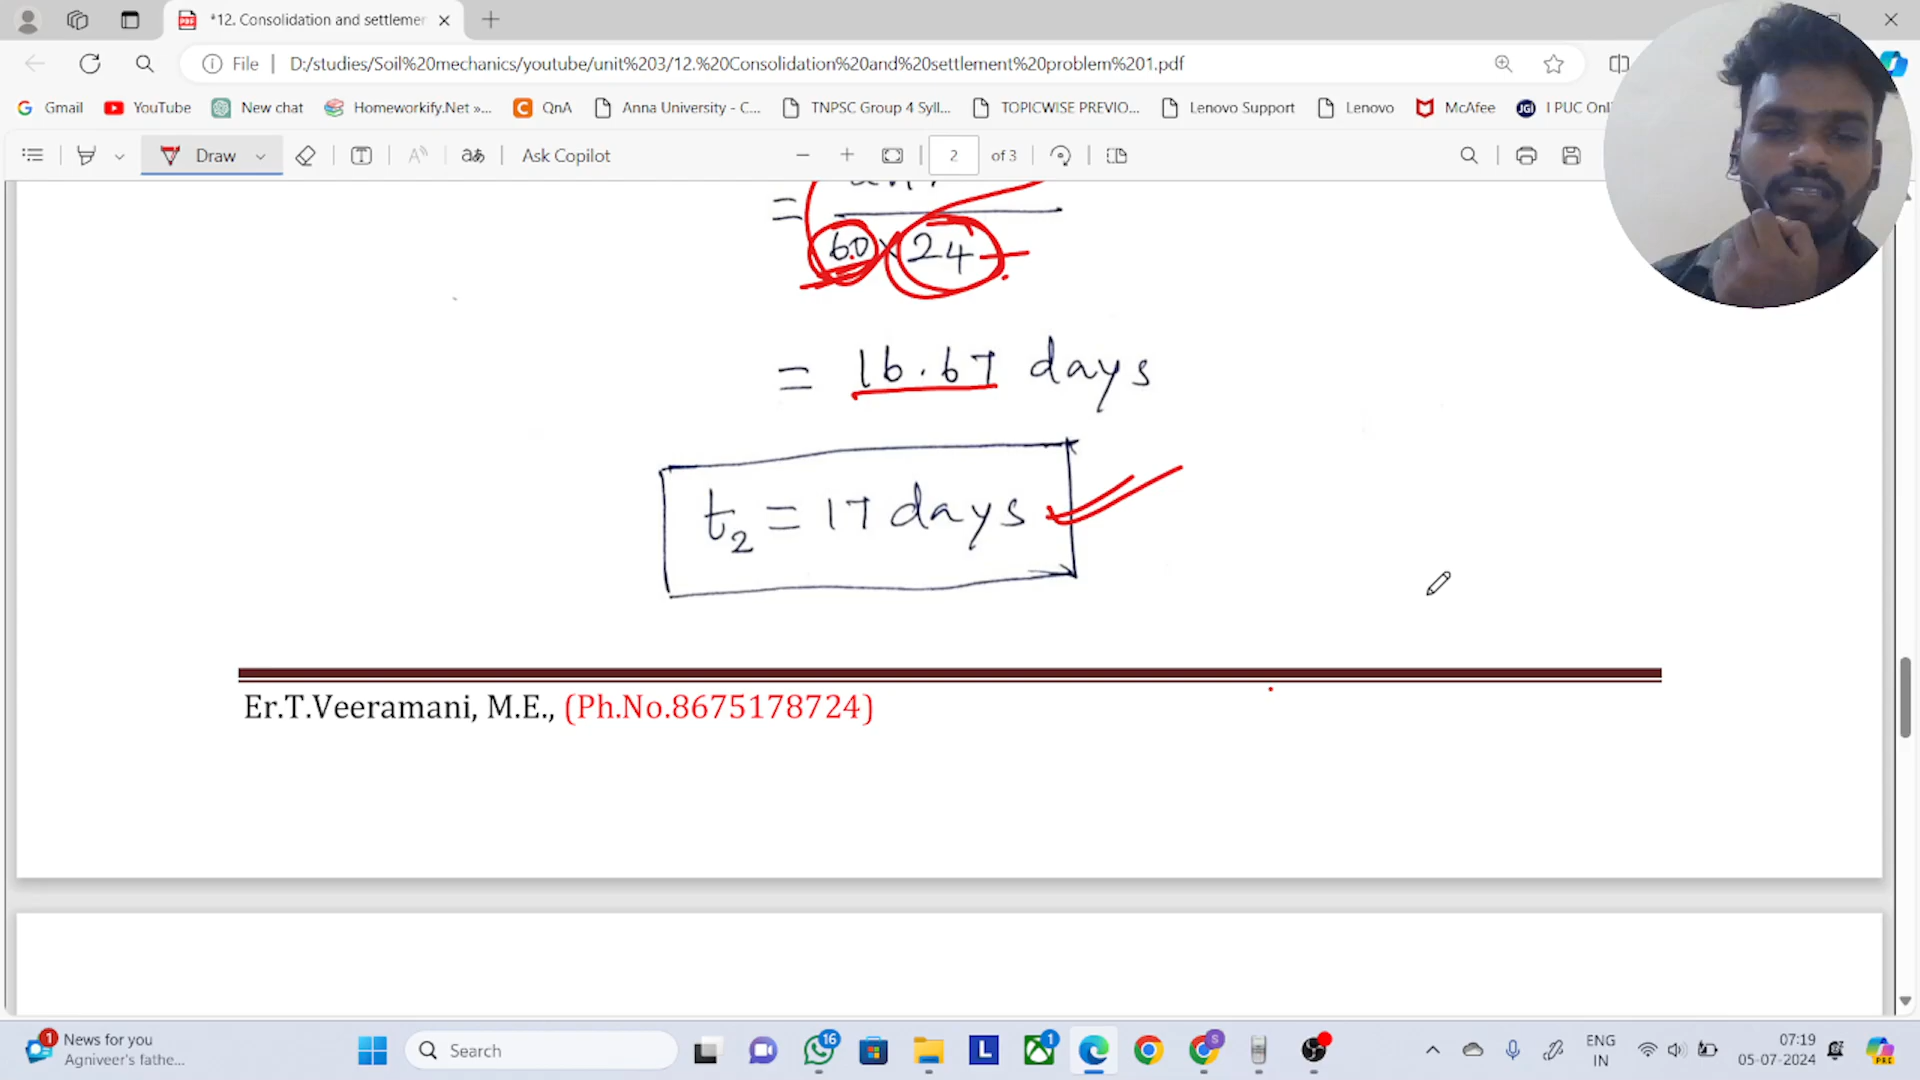 *12. Consolidation and settlemen
File
D:/studies/Soil%20mechanics/youtube/unit%203/12.%20Consolidation%20and%20settlement%20problem%201.pdf
Gmail YouTube New chat Homeworkify.Net »... QnA Anna University - C... TNPSC Group 4 Syll... TOPICWISE PREVIO... Lenovo Support Lenovo McAfee I PUC Onl
Draw Ask Copilot 2 of 3
=
60 × 24
= 16.67 days
t₂ = 17 days
Er.T.Veeramani, M.E., (Ph.No.8675178724)
News for you
Agniveer's fathe...
Search
16
1
ENG
IN
07:19
05-07-2024